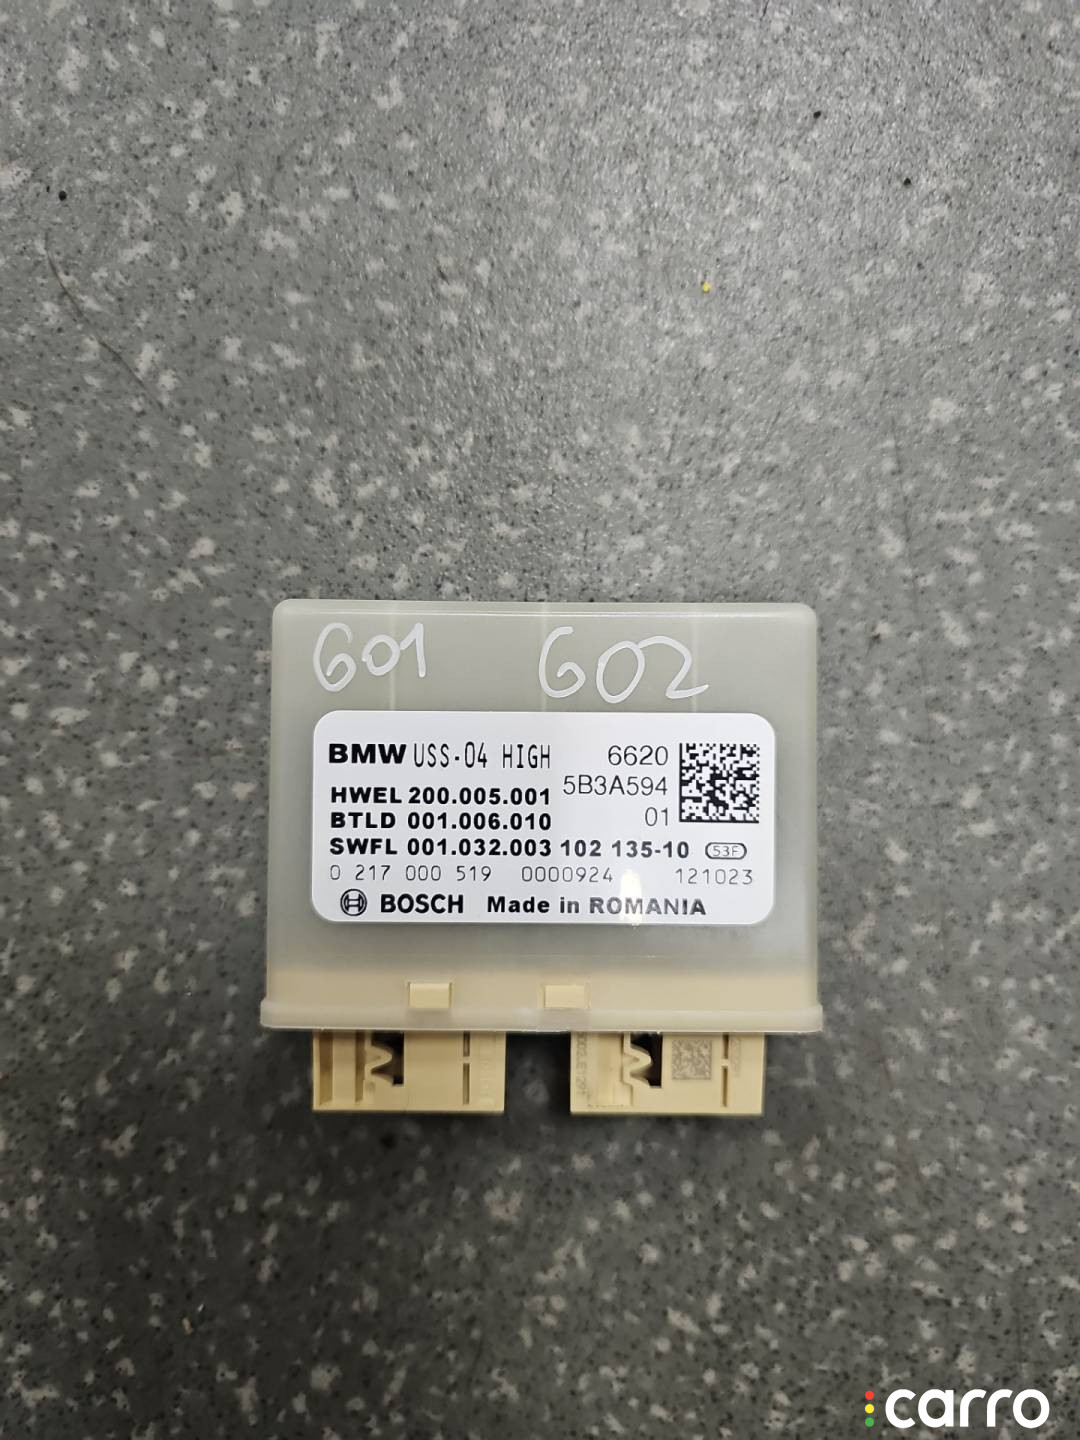 G01 G02
BMW USS-04 HIGH 6620
5B3A594
HWEL 200.005.001
01
BTLD 001.006.010
SWFL 001.032.003 102 135-10 53F
0 217 000 519 0000924 121023
BOSCH Made in ROMANIA
carro